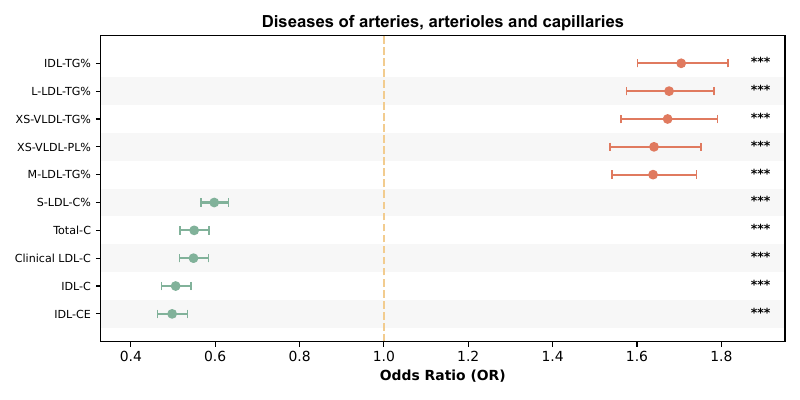 Diseases of arteries, arterioles and capillaries
IDL-TG% ***
L-LDL-TG% ***
XS-VLDL-TG% ***
XS-VLDL-PL% ***
M-LDL-TG% ***
S-LDL-C% ***
Total-C ***
Clinical LDL-C ***
IDL-C ***
IDL-CE ***
0.4 0.6 0.8 1.0 1.2 1.4 1.6 1.8
Odds Ratio (OR)